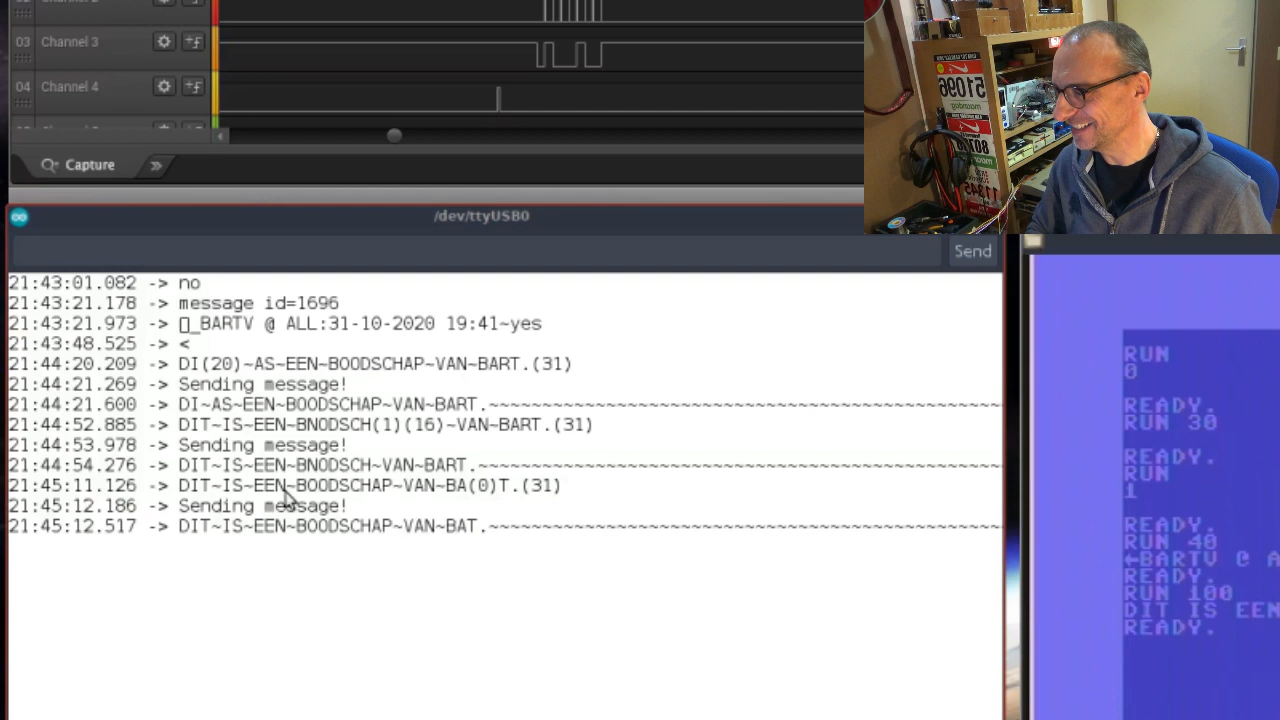 03 Channel 3
04 Channel 4
Capture »
/dev/ttyUSB0
Send
21:43:01.082 -> no
21:43:21.178 -> message id=1696
21:43:21.973 -> ▯_BARTV @ ALL:31-10-2020 19:41~yes
21:43:48.525 -> <
21:44:20.209 -> DI(20)~AS~EEN~BOODSCHAP~VAN~BART.(31)
21:44:21.269 -> Sending message!
21:44:21.600 -> DI~AS~EEN~BOODSCHAP~VAN~BART.~~~~~~~~~~~~~~~~~~~~~~~~~~~~~~~~~~~~~~~~~~~~~~~~
21:44:52.885 -> DIT~IS~EEN~BNODSCH(1)(16)~VAN~BART.(31)
21:44:53.978 -> Sending message!
21:44:54.276 -> DIT~IS~EEN~BNODSCH~VAN~BART.~~~~~~~~~~~~~~~~~~~~~~~~~~~~~~~~~~~~~~~~~~~~~~~~~
21:45:11.126 -> DIT~IS~EEN~BOODSCHAP~VAN~BA(0)T.(31)
21:45:12.186 -> Sending message!
21:45:12.517 -> DIT~IS~EEN~BOODSCHAP~VAN~BAT.~~~~~~~~~~~~~~~~~~~~~~~~~~~~~~~~~~~~~~~~~~~~~~~~
51096
RUN
0
READY.
RUN 30
READY.
RUN
1
READY.
RUN 40
←BARTV @ A
READY.
RUN 100
DIT IS EEN
READY.